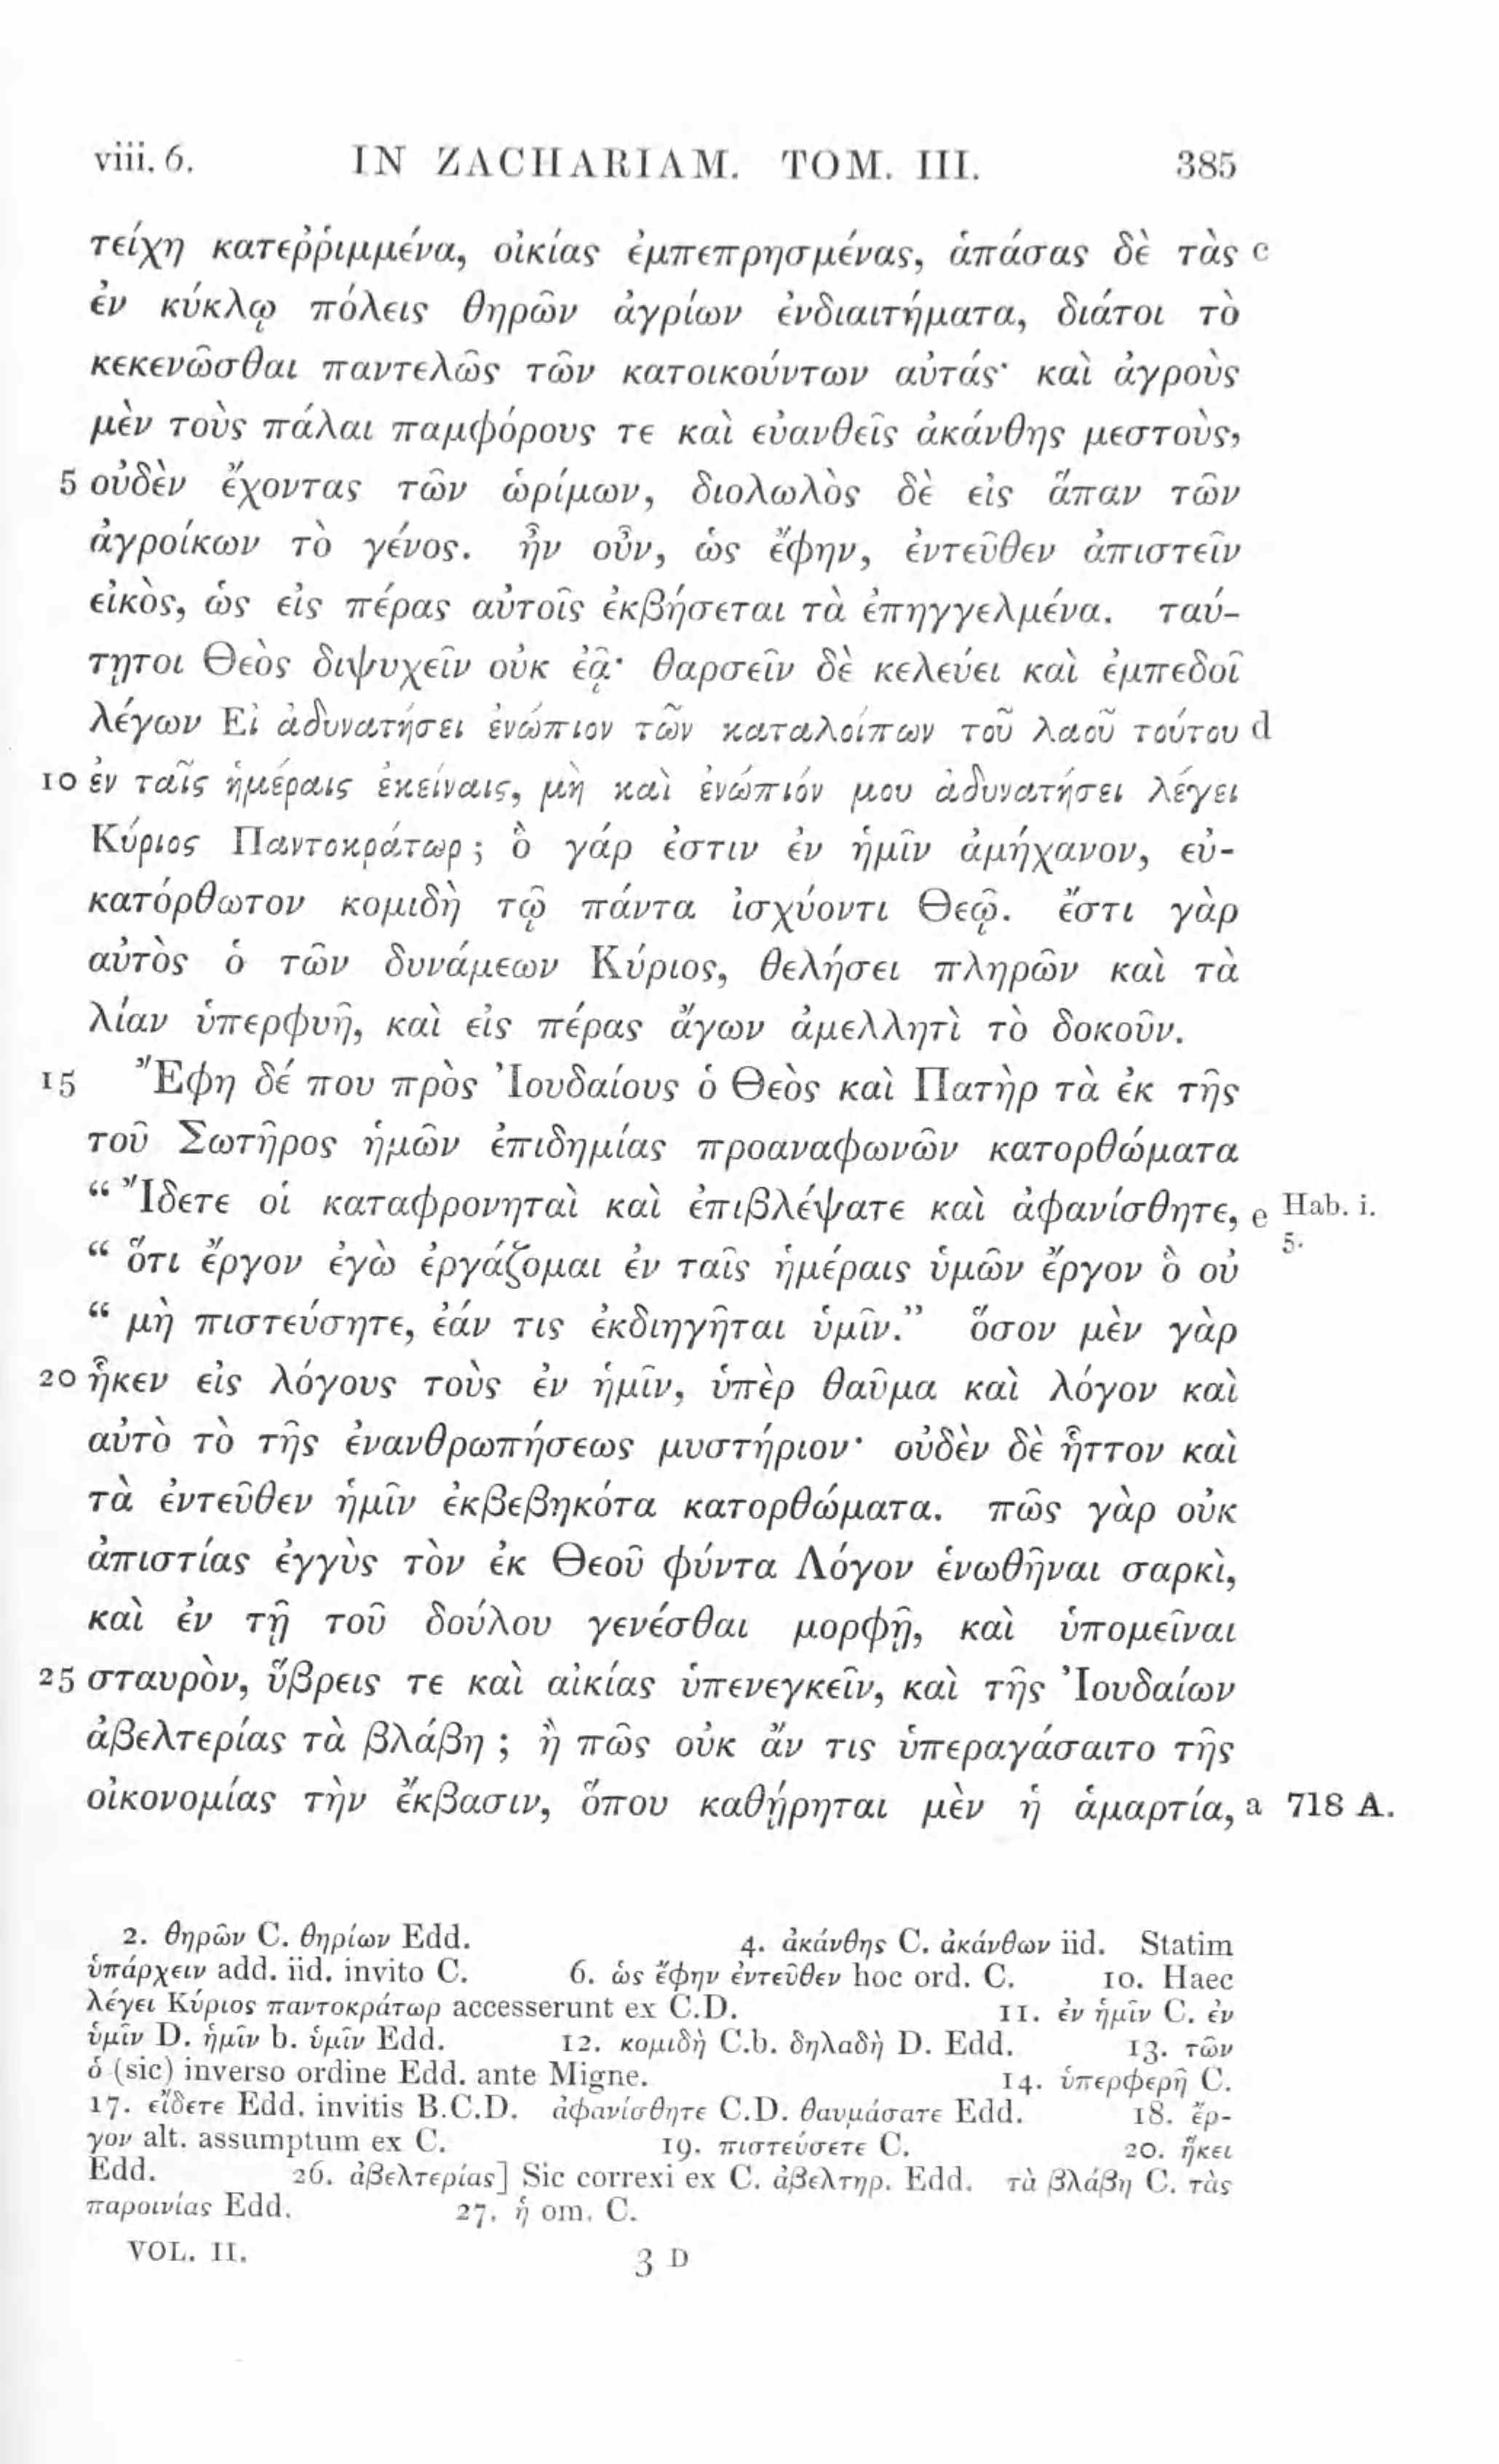 viii. 6. IN ZACHARIAM. TOM. III. 385
τείχη κατεῤῥιμμένα, οἰκίας ἐμπεπρησμένας, ἁπάσας δὲ τὰς c
ἐν κύκλῳ πόλεις θηρῶν ἀγρίων ἐνδιαιτήματα, διάτοι τὸ
κεκενῶσθαι παντελῶς τῶν κατοικούντων αὐτάς· καὶ ἀγροὺς
μὲν τοὺς πάλαι παμφόρους τε καὶ εὐανθεῖς ἀκάνθης μεστοὺς,
5 οὐδὲν ἔχοντας τῶν ὡρίμων, διολωλὸς δὲ εἰς ἅπαν τῶν
ἀγροίκων τὸ γένος. ἦν οὖν, ὡς ἔφην, ἐντεῦθεν ἀπιστεῖν
εἰκὸς, ὡς εἰς πέρας αὐτοῖς ἐκβήσεται τὰ ἐπηγγελμένα. ταύ-
τῃτοι Θεὸς διψυχεῖν οὐκ ἐᾷ· θαρσεῖν δὲ κελεύει καὶ ἐμπεδοῖ
λέγων Εἰ ἀδυνατήσει ἐνώπιον τῶν καταλοίπων τοῦ λαοῦ τούτου d
10 ἐν ταῖς ἡμέραις ἐκείναις, μὴ καὶ ἐνώπιόν μου ἀδυνατήσει λέγει
Κύριος Παντοκράτωρ; ὃ γάρ ἐστιν ἐν ἡμῖν ἀμήχανον, εὐ-
κατόρθωτον κομιδὴ τῷ πάντα ἰσχύοντι Θεῷ. ἔστι γὰρ
αὐτὸς ὁ τῶν δυνάμεων Κύριος, θελήσει πληρῶν καὶ τὰ
λίαν ὑπερφυῆ, καὶ εἰς πέρας ἄγων ἀμελλητὶ τὸ δοκοῦν.
15 Ἔφη δέ που πρὸς Ἰουδαίους ὁ Θεὸς καὶ Πατὴρ τὰ ἐκ τῆς
τοῦ Σωτῆρος ἡμῶν ἐπιδημίας προαναφωνῶν κατορθώματα
“ Ἴδετε οἱ καταφρονηταὶ καὶ ἐπιβλέψατε καὶ ἀφανίσθητε, e Hab. i.
“ ὅτι ἔργον ἐγὼ ἐργάζομαι ἐν ταῖς ἡμέραις ὑμῶν ἔργον ὃ οὐ 5.
“ μὴ πιστεύσητε, ἐάν τις ἐκδιηγῆται ὑμῖν.” ὅσον μὲν γὰρ
20 ἧκεν εἰς λόγους τοὺς ἐν ἡμῖν, ὑπὲρ θαῦμα καὶ λόγον καὶ
αὐτὸ τὸ τῆς ἐνανθρωπήσεως μυστήριον· οὐδὲν δὲ ἧττον καὶ
τὰ ἐντεῦθεν ἡμῖν ἐκβεβηκότα κατορθώματα. πῶς γὰρ οὐκ
ἀπιστίας ἐγγὺς τὸν ἐκ Θεοῦ φύντα Λόγον ἑνωθῆναι σαρκὶ,
καὶ ἐν τῇ τοῦ δούλου γενέσθαι μορφῇ, καὶ ὑπομεῖναι
25 σταυρὸν, ὕβρεις τε καὶ αἰκίας ὑπενεγκεῖν, καὶ τῆς Ἰουδαίων
ἀβελτερίας τὰ βλάβη ; ἢ πῶς οὐκ ἄν τις ὑπεραγάσαιτο τῆς
οἰκονομίας τὴν ἔκβασιν, ὅπου καθῄρηται μὲν ἡ ἁμαρτία, a 718 A.
2. θηρῶν C. θηρίων Edd. 4. ἀκάνθης C. ἀκάνθων iid. Statim
ὑπάρχειν add. iid. invito C. 6. ὡς ἔφην ἐντεῦθεν hoc ord. C. 10. Haec
λέγει Κύριος παντοκράτωρ accesserunt ex C.D. 11. ἐν ἡμῖν C. ἐν
ὑμῖν D. ἡμῖν b. ὑμῖν Edd. 12. κομιδὴ C.b. δηλαδὴ D. Edd. 13. τῶν
ὁ (sic) inverso ordine Edd. ante Migne. 14. ὑπερφερῆ C.
17. εἴδετε Edd. invitis B.C.D. ἀφανίσθητε C.D. θαυμάσατε Edd. 18. ἔρ-
γον alt. assumptum ex C. 19. πιστεύσετε C. 20. ἥκει
Edd. 26. ἀβελτερίας] Sic correxi ex C. ἀβελτηρ. Edd. τὰ βλάβη C. τὰς
παροινίας Edd. 27. ἡ om. C.
VOL. II. 3 D